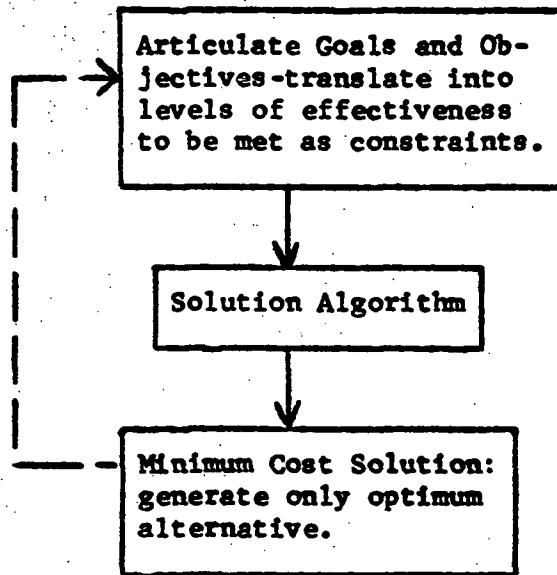 Articulate Goals and Ob-
jectives-translate into
levels of effectiveness
to be met as constraints.
Solution Algorithm
Minimum Cost Solution:
generate only optimum
alternative.